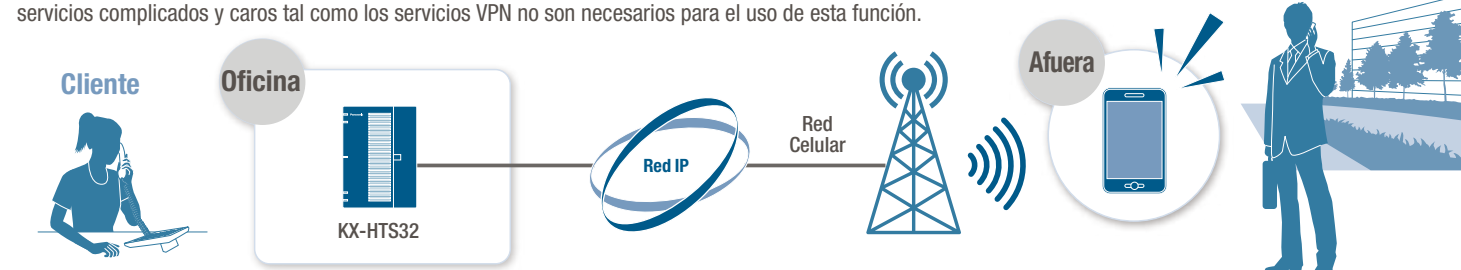 servicios complicados y caros tal como los servicios VPN no son necesarios para el uso de esta función.
Cliente
Oficina
KX-HTS32
Red IP
Red
Celular
Afuera